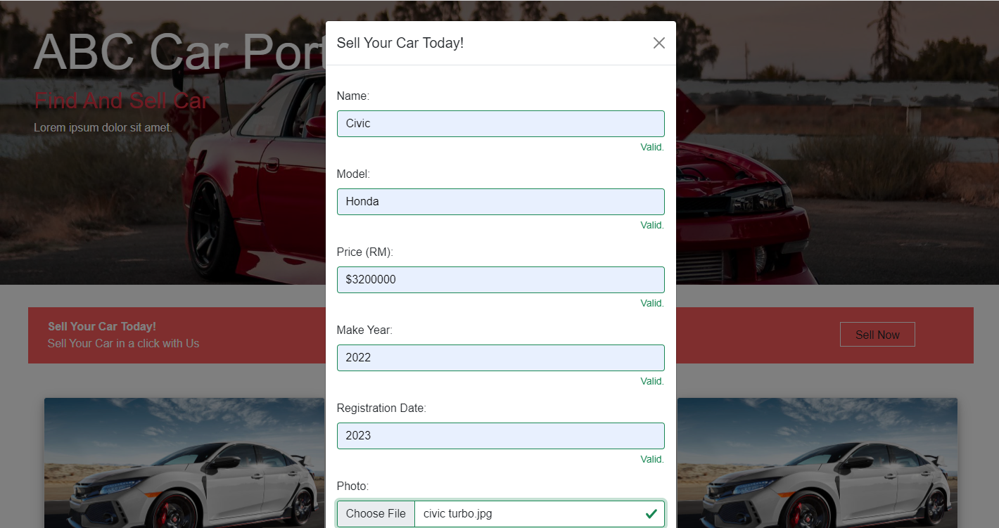 ABC Car Port
Find And Sell Car
Lorem ipsum dolor sit amet.
Sell Your Car Today!
Name:
Civic
Valid.
Model:
Honda
Valid.
Price (RM):
$3200000
Valid.
Make Year:
2022
Valid.
Registration Date:
2023
Valid.
Photo:
Choose File civic turbo.jpg
Sell Your Car Today!
Sell Your Car in a click with Us
Sell Now